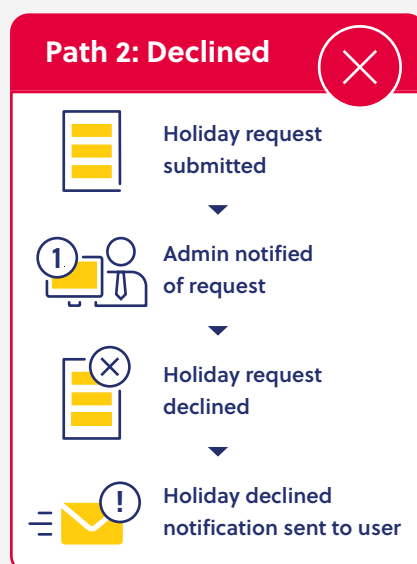 Path 2: Declined
Holiday request
submitted
1
Admin notified
of request
Holiday request
declined
!
Holiday declined
notification sent to user